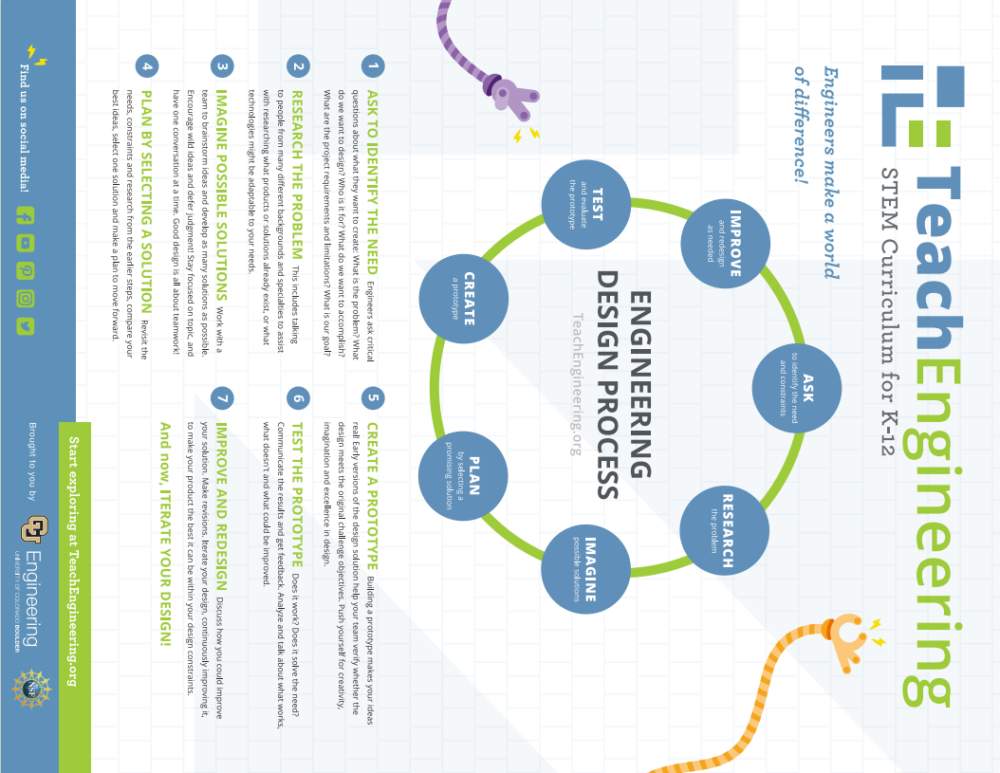 TeachEngineering
STEM Curriculum for K-12
Engineers make a world
of difference!
ASK
to identify the need
and constraints
RESEARCH
the problem
IMAGINE
possible solutions
PLAN
by selecting a
promising solution
CREATE
a prototype
TEST
and evaluate
the prototype
IMPROVE
and redesign
as needed
ENGINEERING
DESIGN PROCESS
TeachEngineering.org
1 ASK TO IDENTIFY THE NEED Engineers ask critical
questions about what they want to create: What is the problem? What
do we want to design? Who is it for? What do we want to accomplish?
What are the project requirements and limitations? What is our goal?
2 RESEARCH THE PROBLEM This includes talking
to people from many different backgrounds and specialties to assist
with researching what products or solutions already exist, or what
technologies might be adaptable to your needs.
3 IMAGINE POSSIBLE SOLUTIONS Work with a
team to brainstorm ideas and develop as many solutions as possible.
Encourage wild ideas and defer judgment! Stay focused on topic, and
have one conversation at a time. Good design is all about teamwork!
4 PLAN BY SELECTING A SOLUTION Revisit the
needs, constraints and research from the earlier steps, compare your
best ideas, select one solution and make a plan to move forward.
5 CREATE A PROTOTYPE Building a prototype makes your ideas
real! Early versions of the design solution help your team verify whether the
design meets the original challenge objectives. Push yourself for creativity,
imagination and excellence in design.
6 TEST THE PROTOTYPE Does it work? Does it solve the need?
Communicate the results and get feedback. Analyze and talk about what works,
what doesn't and what could be improved.
7 IMPROVE AND REDESIGN Discuss how you could improve
your solution. Make revisions. Iterate your design, continuously improving it,
to make your product the best it can be within your design constraints.
And now, ITERATE YOUR DESIGN!
Start exploring at TeachEngineering.org
Find us on social media!
Brought to you by
CU Engineering
UNIVERSITY OF COLORADO BOULDER
NSF